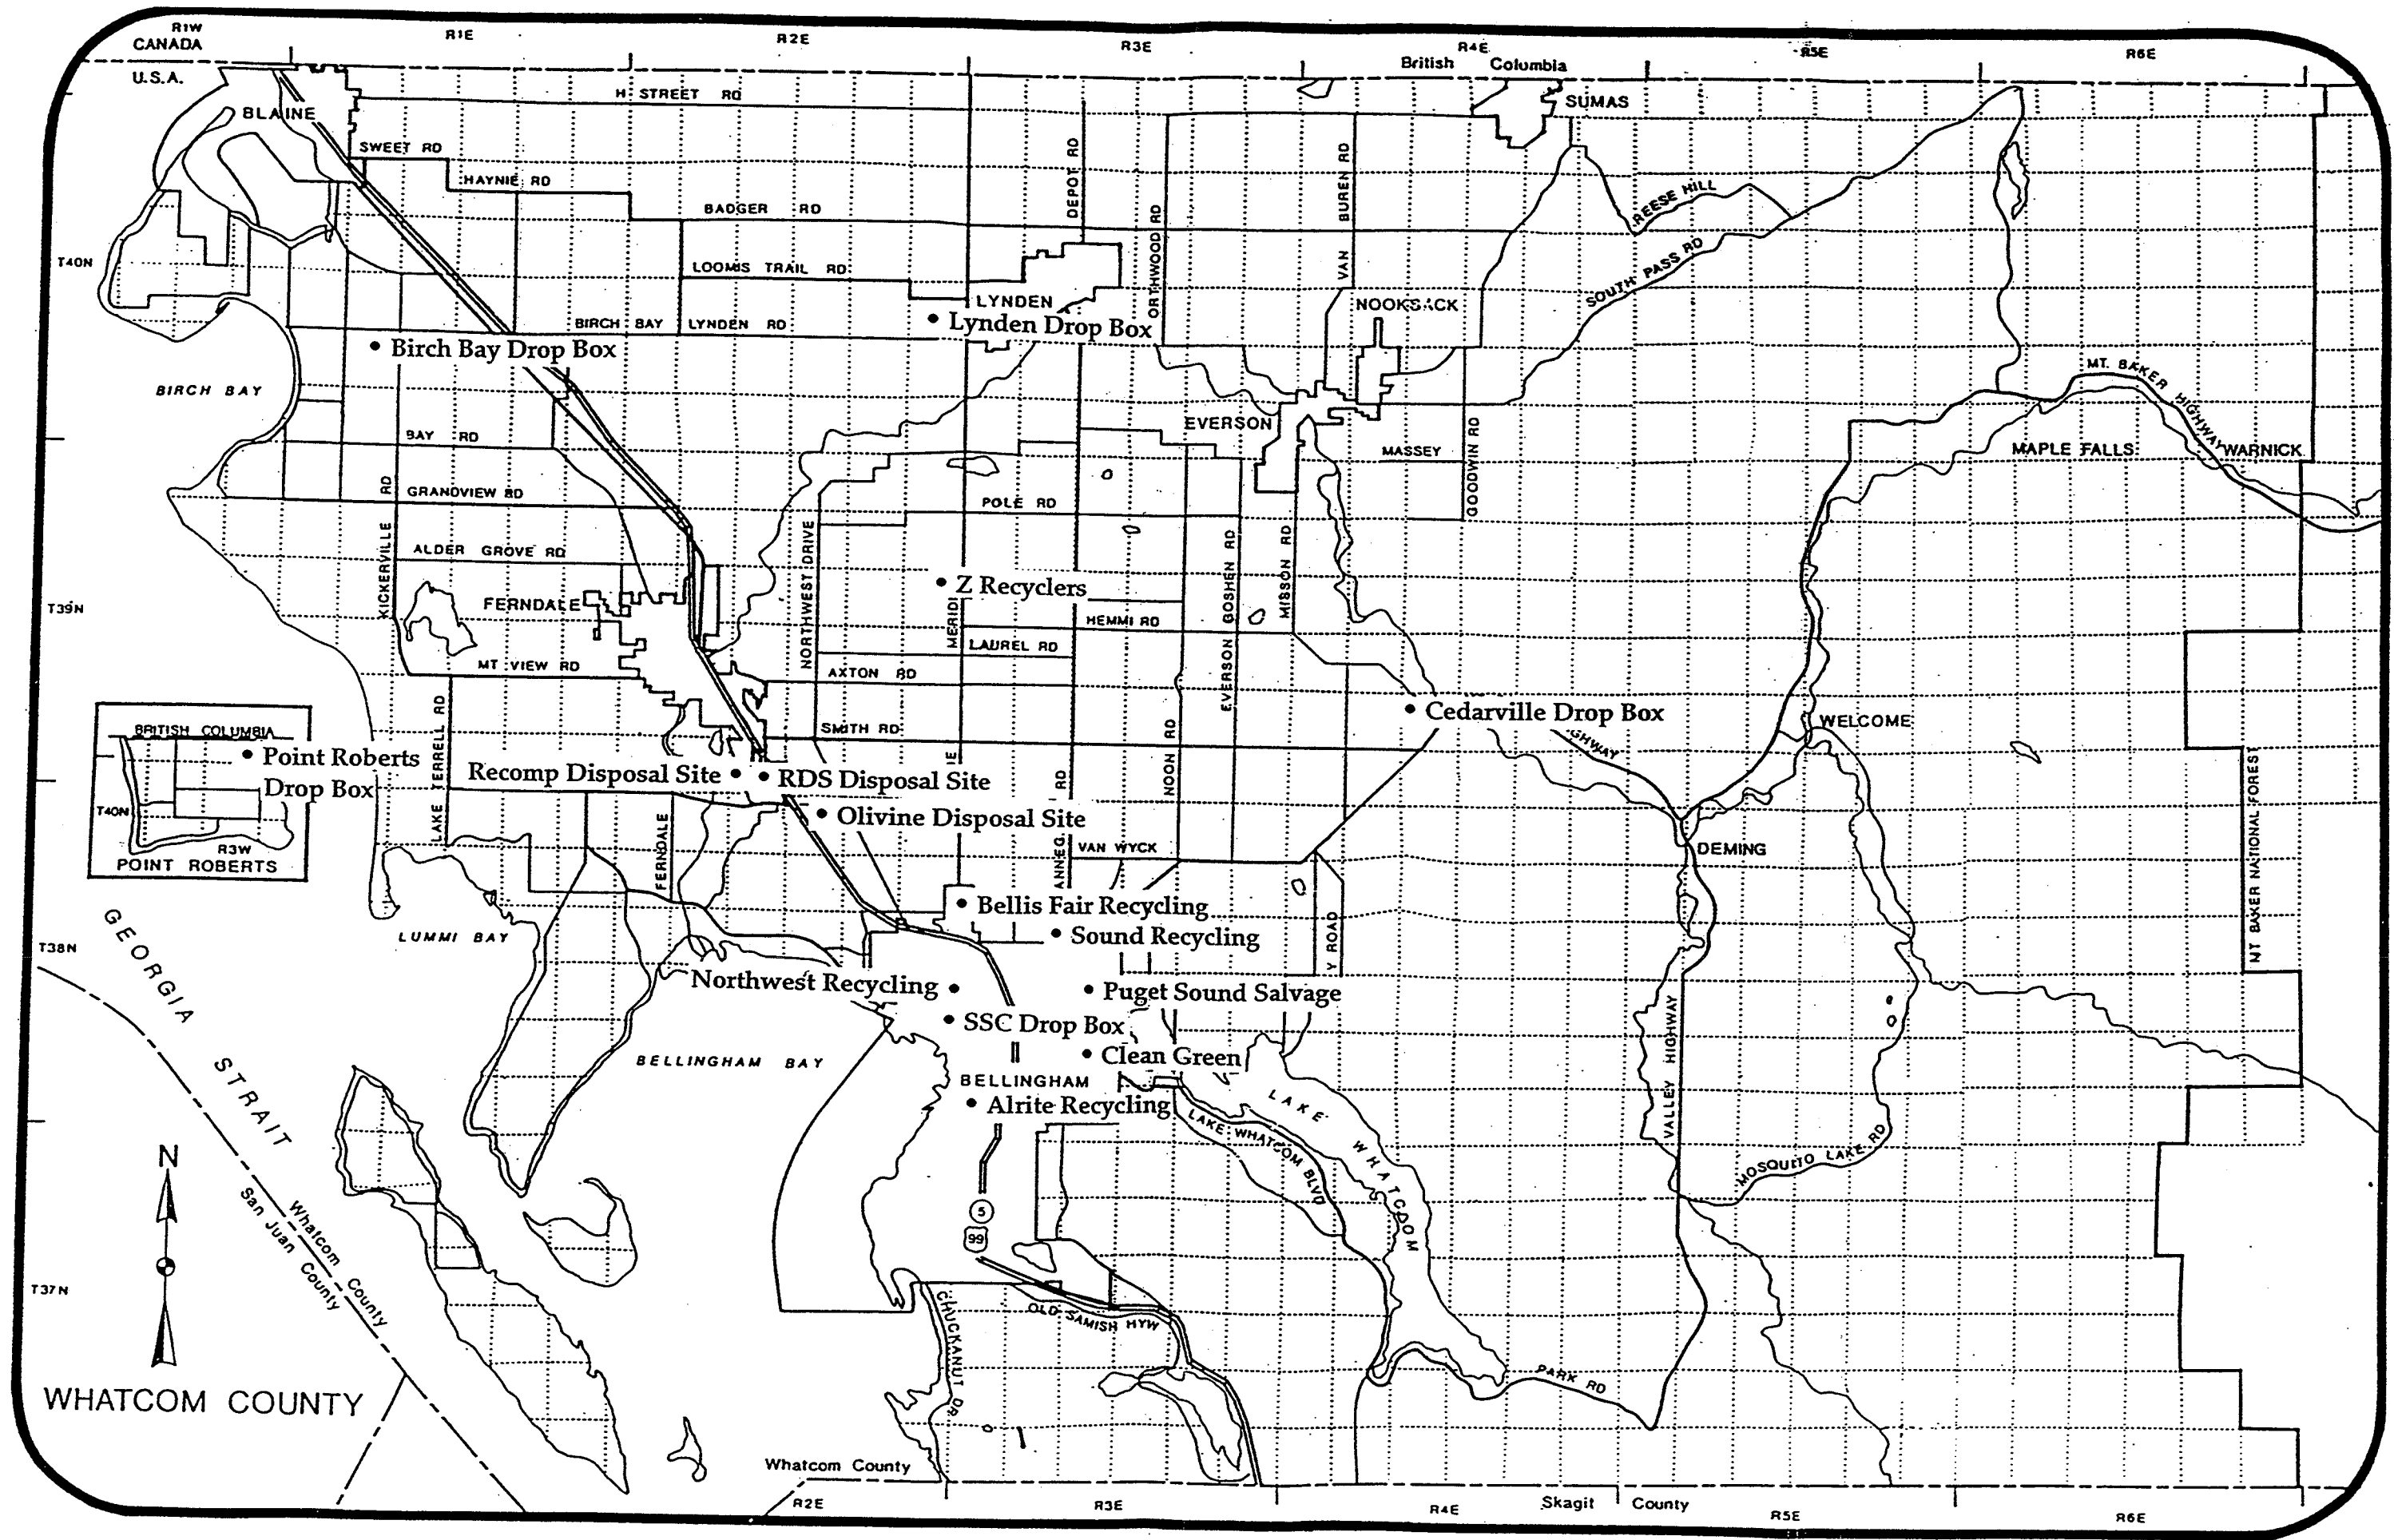 R1W
R1E
R2E
R3E
R4E
R5E
R6E
CANADA
U.S.A.
British Columbia
H STREET RD
SUMAS
BLAINE
SWEET RD
HAYNIE RD
DEPOT RD
VAN BUREN RD
REESE HILL
BADGER RD
NORTHWOOD RD
SOUTH PASS RD
T40N
LOOMIS TRAIL RD
LYNDEN
NOOKSACK
BIRCH BAY LYNDEN RD
Lynden Drop Box
Birch Bay Drop Box
BIRCH BAY
MT. BAKER HIGHWAY
EVERSON
BAY RD
MASSEY
GOODWIN RD
MAPLE FALLS
WARNICK
KICKERVILLE RD
GRANDVIEW RD
POLE RD
ALDER GROVE RD
NORTHWEST DRIVE
EVERSON GOSHEN RD
MISSON RD
Z Recyclers
T39N
FERNDALE
HEMMI RD
LAUREL RD
MT VIEW RD
AXTON RD
SMITH RD
NOON RD
Cedarville Drop Box
WELCOME
BRITISH COLUMBIA
Point Roberts
Drop Box
T40N
R3W
POINT ROBERTS
LAKE TERRELL RD
Recomp Disposal Site
RDS Disposal Site
Olivine Disposal Site
MT BAKER NATIONAL FOREST
FERNDALE
RD
VAN WYCK
DEMING
Bellis Fair Recycling
Sound Recycling
Y ROAD
LUMMI BAY
T38N
GEORGIA STRAIT
Northwest Recycling
Puget Sound Salvage
SSC Drop Box
Clean Green
VALLEY HIGHWAY
BELLINGHAM BAY
BELLINGHAM
Alrite Recycling
LAKE WHATCOM
LAKE WHATCOM BLVD
MOSQUITO LAKE RD
N
5
99
Whatcom County
San Juan County
T37N
OLD SAMISH HYW
CHUCKANUT DR
PARK RD
WHATCOM COUNTY
Whatcom County
Skagit County
R2E
R3E
R4E
R5E
R6E